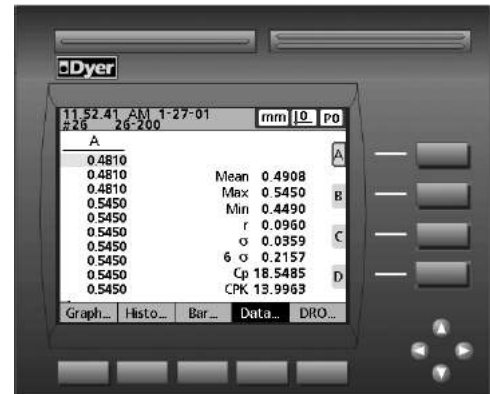 Dyer
11.52.41 AM 1-27-01 mm 0 P0
#26 26-200
A
0.4810
0.4810
0.4810
0.5450
0.5450
0.5450
0.5450
0.5450
0.5450
0.5450
Mean 0.4908
Max 0.5450
Min 0.4490
r 0.0960
σ 0.0359
6 σ 0.2157
Cp 18.5485
CPK 13.9963
A
B
C
D
Graph... Histo... Bar... Data... DRO...